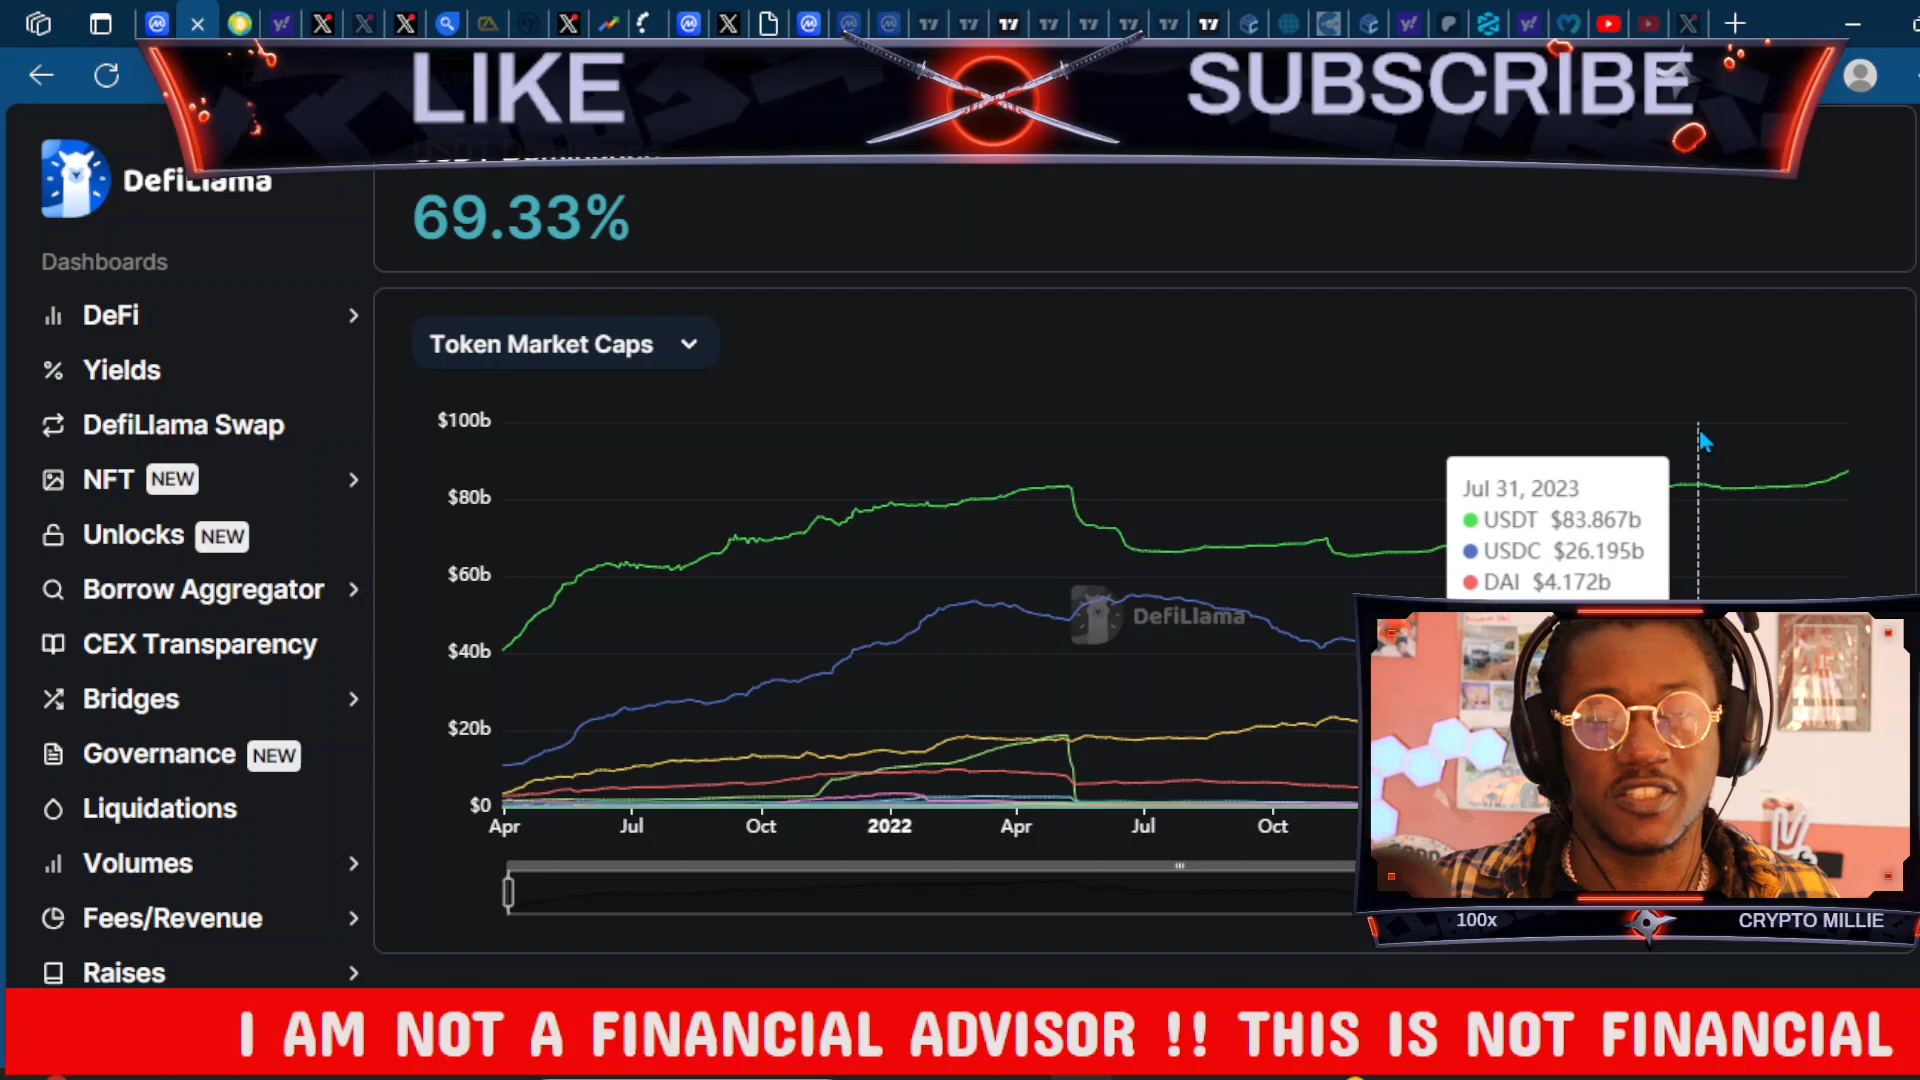 LIKE
SUBSCRIBE
DefiLlama
69.33%
Dashboards
DeFi
Yields
DefiLlama Swap
NFT NEW
Unlocks NEW
Borrow Aggregator
CEX Transparency
Bridges
Governance NEW
Liquidations
Volumes
Fees/Revenue
Raises
Token Market Caps
$100b
$80b
$60b
$40b
$20b
$0
Apr Jul Oct 2022 Apr Jul Oct
DefiLlama
Jul 31, 2023
USDT $83.867b
USDC $26.195b
DAI $4.172b
100x CRYPTO MILLIE
I AM NOT A FINANCIAL ADVISOR !! THIS IS NOT FINANCIAL